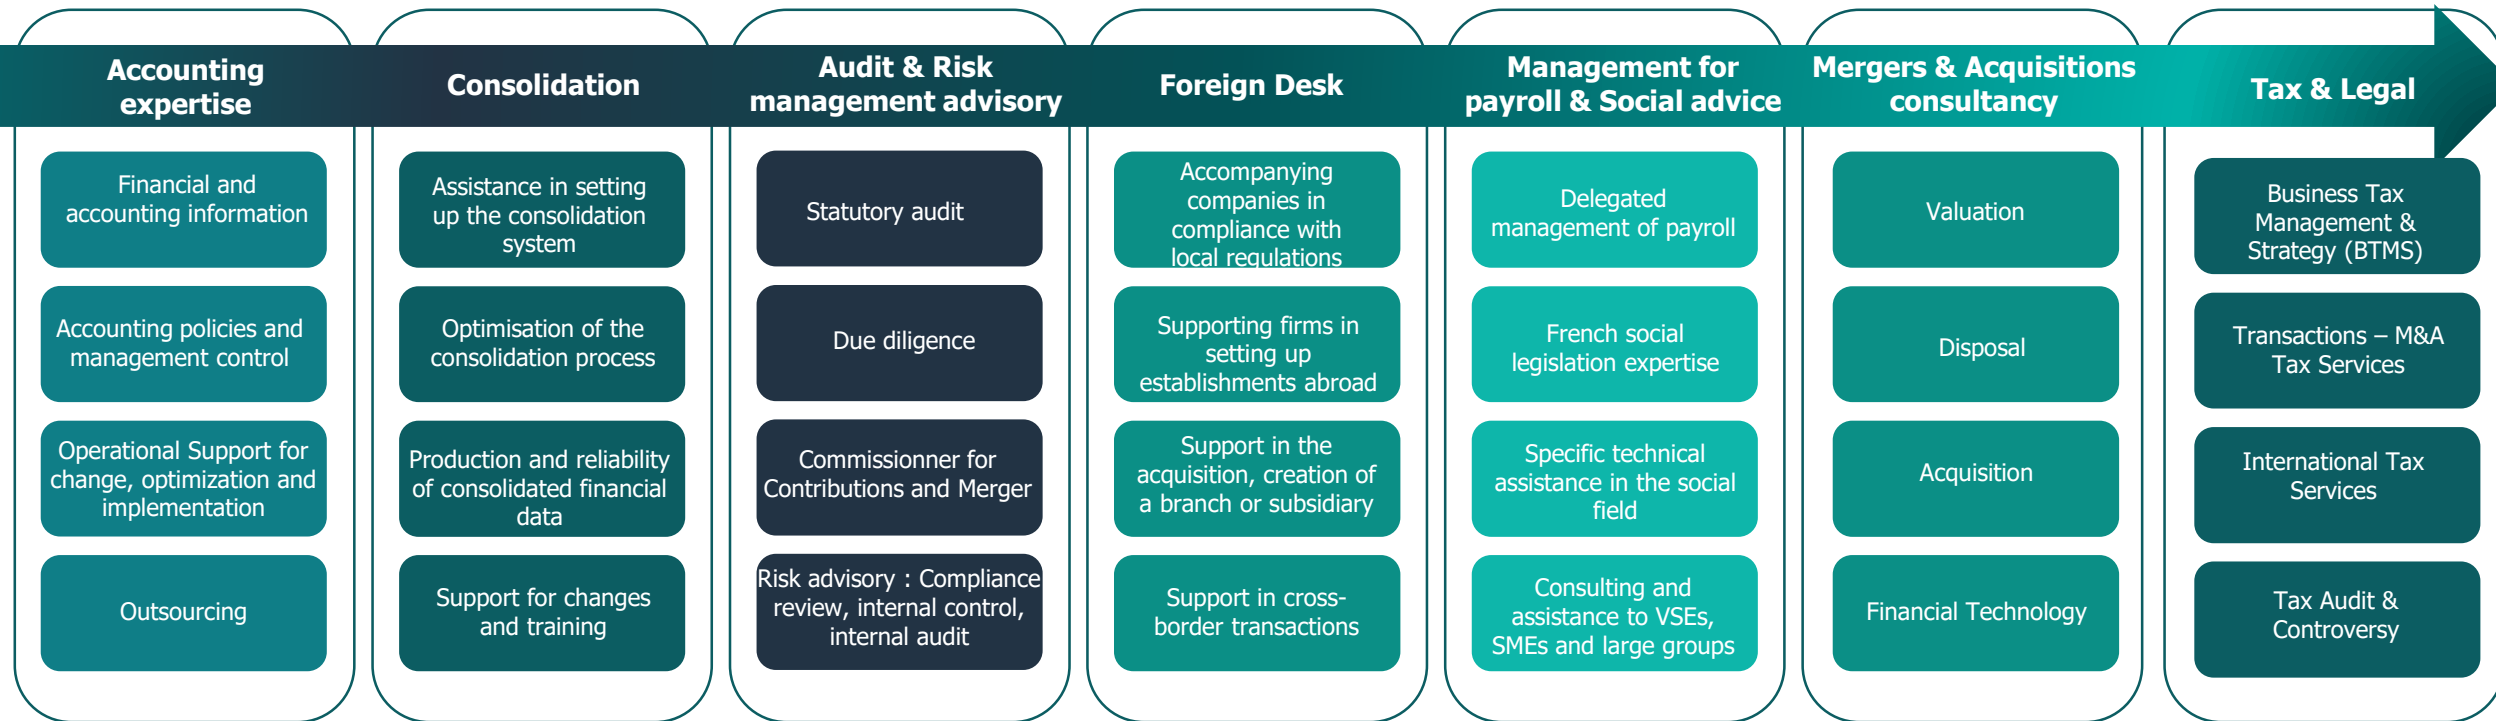 Accounting
expertise
Financial and
accounting information
Accounting policies and
management control
Operational Support for
change, optimization and
implementation
Outsourcing
Consolidation
Assistance in setting
up the consolidation
system
Optimisation of the
consolidation process
Production and reliability
of consolidated financial
data
Support for changes
and training
Audit & Risk
management advisory
Statutory audit
Due diligence
Commissionner for
Contributions and Merger
Risk advisory : Compliance
review, internal control,
internal audit
Foreign Desk
Accompanying
companies in
compliance with
local regulations
Supporting firms in
setting up
establishments abroad
Support in the
acquisition, creation of
a branch or subsidiary
Support in cross-
border transactions
Management for
payroll & Social advice
Delegated
management of payroll
French social
legislation expertise
Specific technical
assistance in the social
field
Consulting and
assistance to VSEs,
SMEs and large groups
Mergers & Acquisitions
consultancy
Valuation
Disposal
Acquisition
Financial Technology
Tax & Legal
Business Tax
Management &
Strategy (BTMS)
Transactions – M&A
Tax Services
International Tax
Services
Tax Audit &
Controversy